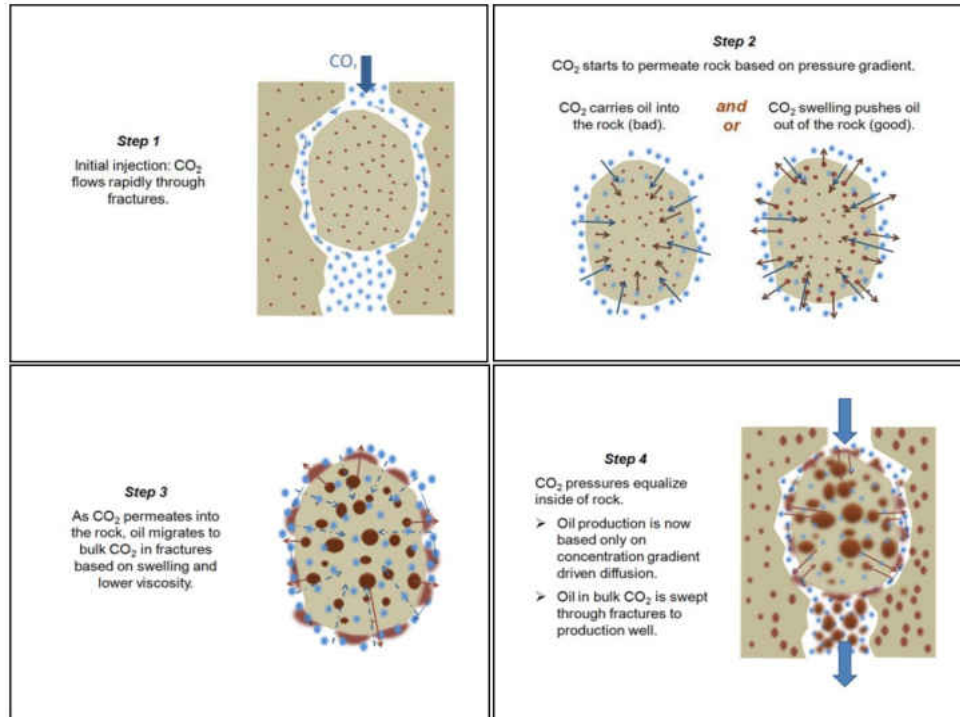 Step 1
Initial injection: CO₂
flows rapidly through
fractures.
CO,
Step 2
CO₂ starts to permeate rock based on pressure gradient.
CO₂ carries oil into
the rock (bad).
and
or
CO₂ swelling pushes oil
out of the rock (good).
Step 3
As CO₂ permeates into
the rock, oil migrates to
bulk CO₂ in fractures
based on swelling and
lower viscosity.
Step 4
CO₂ pressures equalize
inside of rock.
➢ Oil production is now
based only on
concentration gradient
driven diffusion.
➢ Oil in bulk CO₂ is swept
through fractures to
production well.